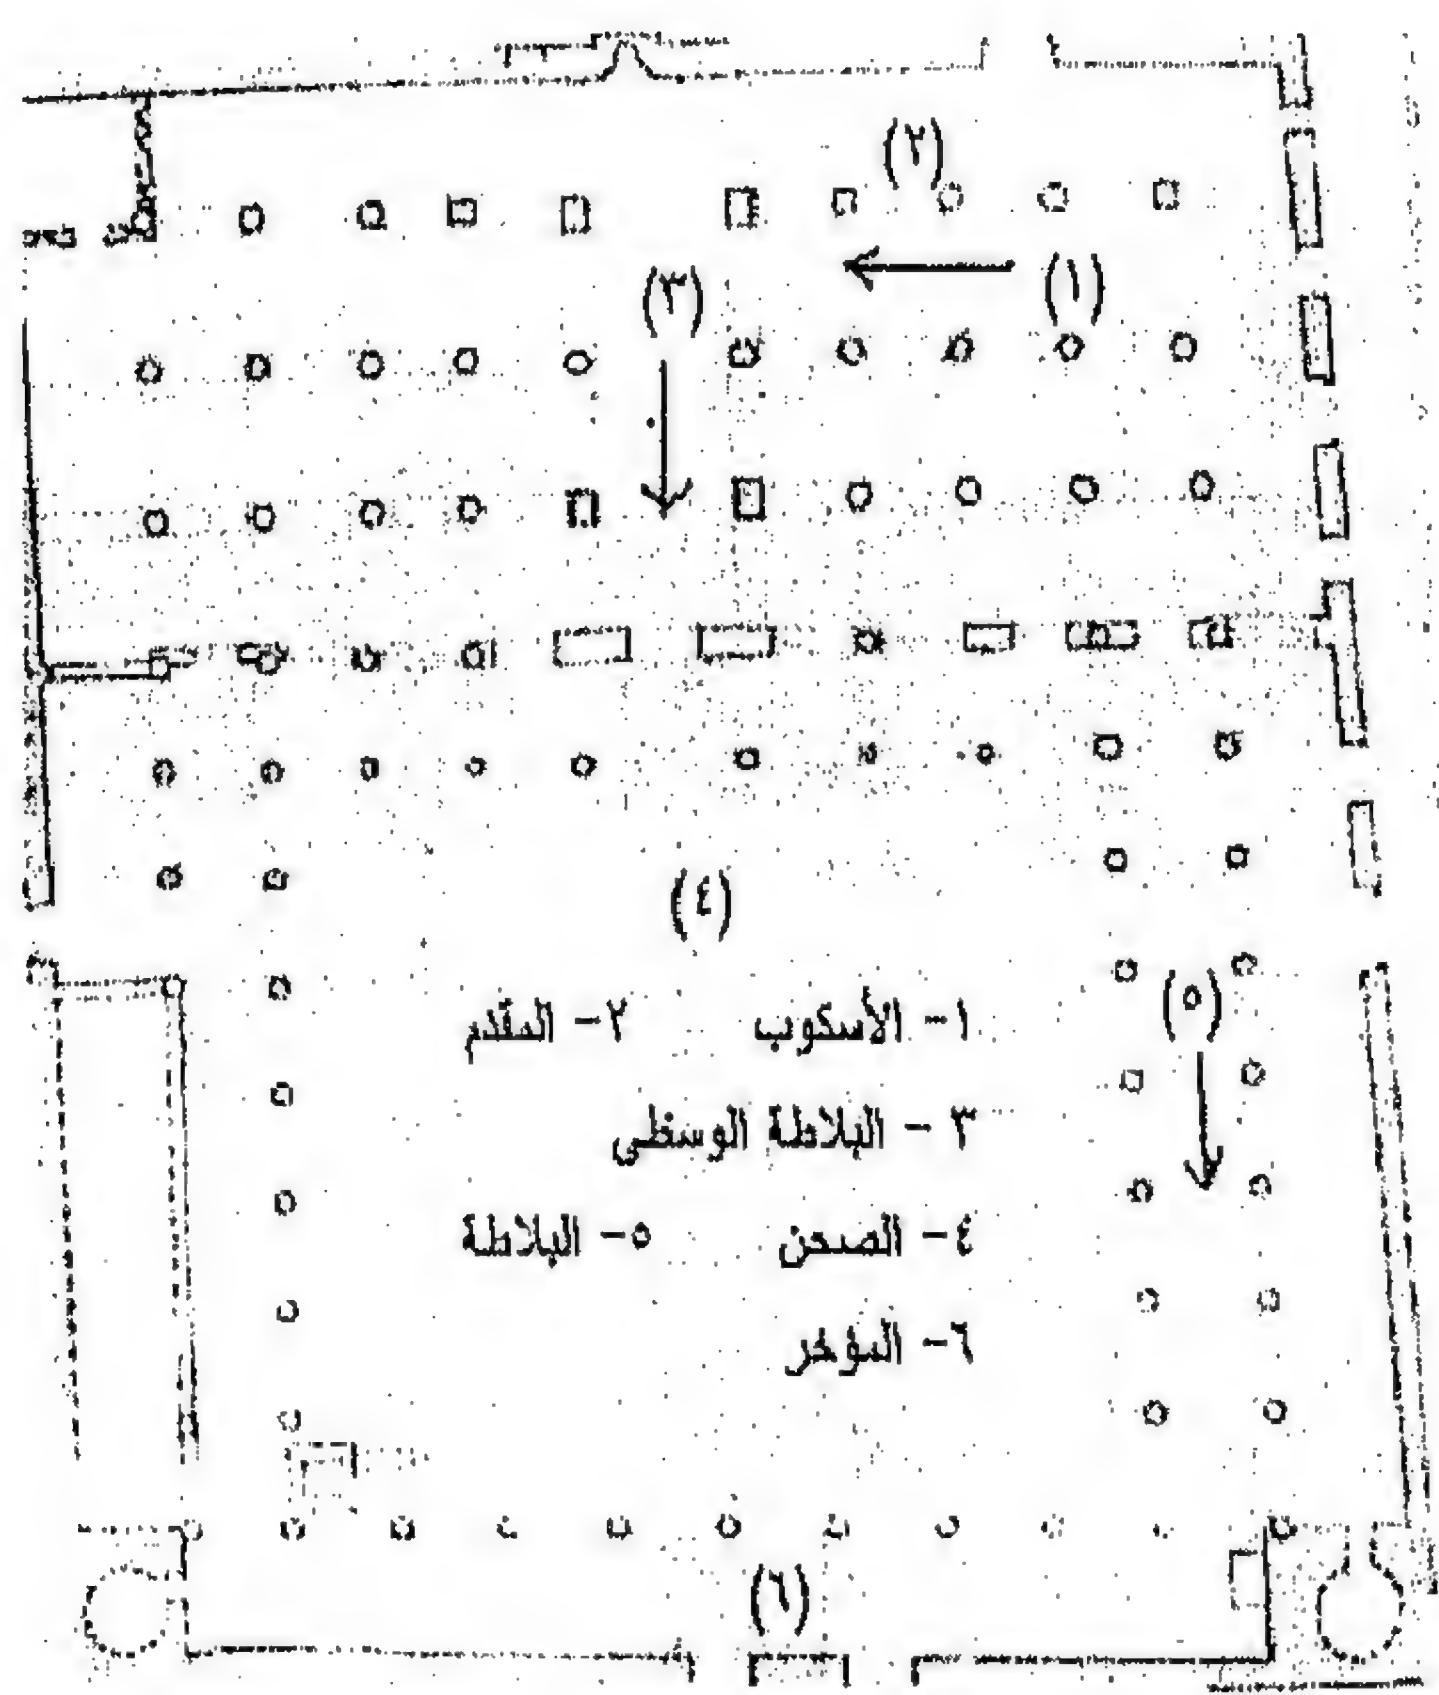 (٢)
(١)
(٣)
(٤)
(٥)
١- الأسكوب ٢- المقدم
٣ - البلاطة الوسطى
٤- الصحن ٥- البلاطة
٦- المؤخر
(٦)